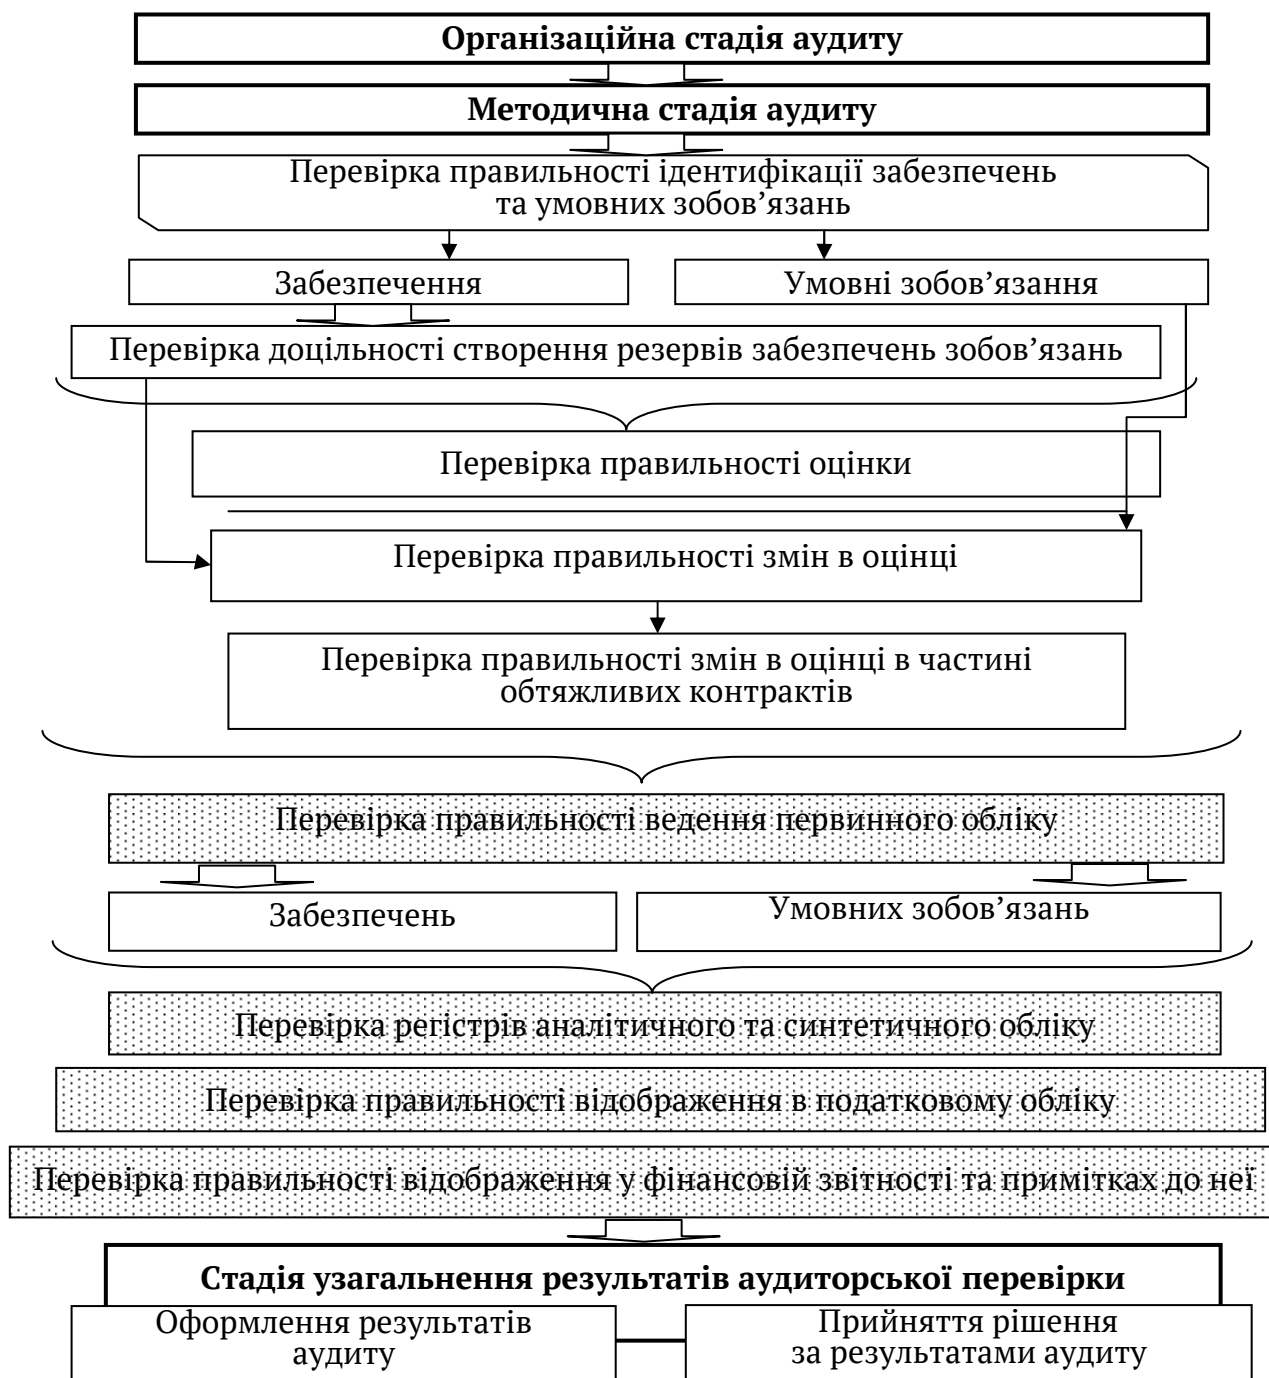 Організаційна стадія аудиту
Методична стадія аудиту
Перевірка правильності ідентифікації забезпечень
та умовних зобов’язань
Забезпечення
Умовні зобов’язання
Перевірка доцільності створення резервів забезпечень зобов’язань
Перевірка правильності оцінки
Перевірка правильності змін в оцінці
Перевірка правильності змін в оцінці в частині
обтяжливих контрактів
Перевірка правильності ведення первинного обліку
Забезпечень
Умовних зобов’язань
Перевірка регістрів аналітичного та синтетичного обліку
Перевірка правильності відображення в податковому обліку
Перевірка правильності відображення у фінансовій звітності та примітках до неї
Стадія узагальнення результатів аудиторської перевірки
Оформлення результатів
аудиту
Прийняття рішення
за результатами аудиту